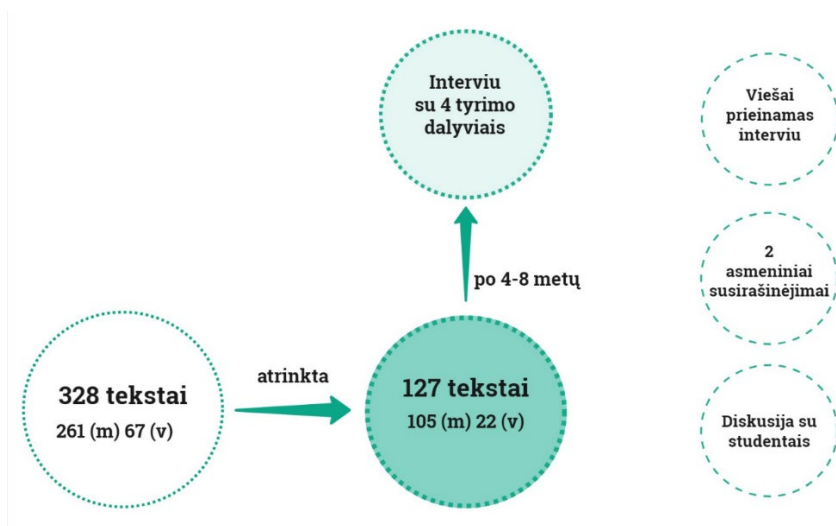 Interviu
su 4 tyrimo
dalyviais
po 4-8 metų
328 tekstai
261 (m) 67 (v)
atrinkta
127 tekstai
105 (m) 22 (v)
Viešai
prieinamas
interviu
2
asmeniniai
susirašinėjimai
Diskusija su
studentais